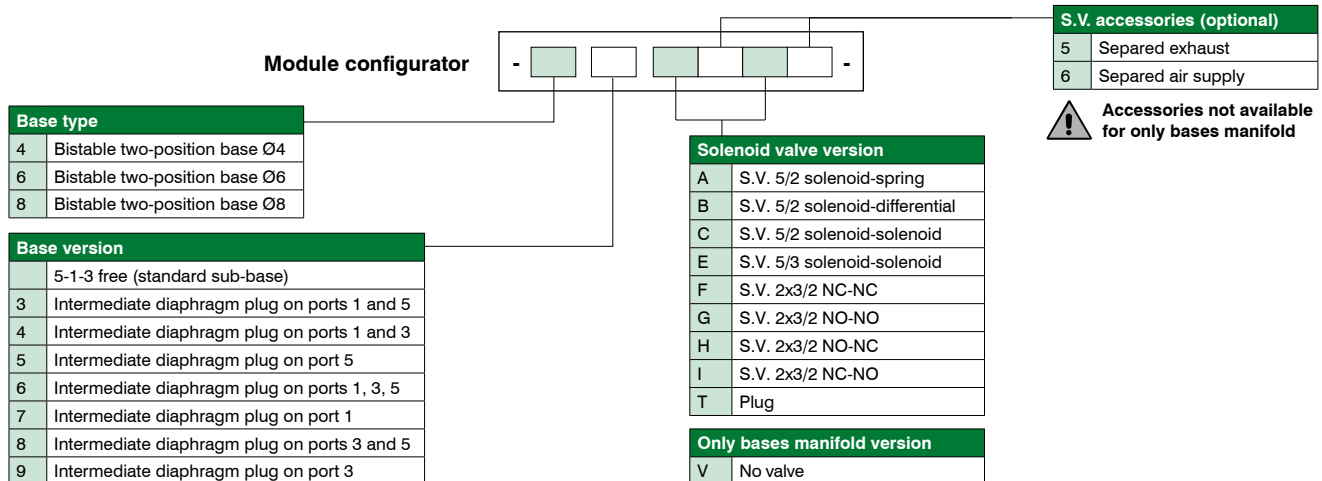 Module configurator
- -
S.V. accessories (optional)
5 Separed exhaust
6 Separed air supply
Accessories not available
for only bases manifold
Base type
4 Bistable two-position base Ø4
6 Bistable two-position base Ø6
8 Bistable two-position base Ø8
Base version
5-1-3 free (standard sub-base)
3 Intermediate diaphragm plug on ports 1 and 5
4 Intermediate diaphragm plug on ports 1 and 3
5 Intermediate diaphragm plug on port 5
6 Intermediate diaphragm plug on ports 1, 3, 5
7 Intermediate diaphragm plug on port 1
8 Intermediate diaphragm plug on ports 3 and 5
9 Intermediate diaphragm plug on port 3
Solenoid valve version
A S.V. 5/2 solenoid-spring
B S.V. 5/2 solenoid-differential
C S.V. 5/2 solenoid-solenoid
E S.V. 5/3 solenoid-solenoid
F S.V. 2x3/2 NC-NC
G S.V. 2x3/2 NO-NO
H S.V. 2x3/2 NO-NC
I S.V. 2x3/2 NC-NO
T Plug
Only bases manifold version
V No valve